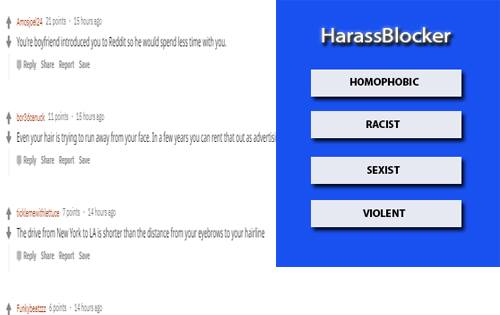 Amosjoel24 21 points · 15 hours ago
You're boyfriend introduced you to Reddit so he would spend less time with you.
Reply Share Report Save
bor3dcanuck 11 points · 15 hours ago
Even your hair is trying to run away from your face. In a few years you can rent that out as advertis
Reply Share Report Save
ticklemewithlettuce 7 points · 14 hours ago
The drive from New York to LA is shorter than the distance from your eyebrows to your hairline
Reply Share Report Save
Funkybeatzzz 6 points · 14 hours ago
HarassBlocker
HOMOPHOBIC
RACIST
SEXIST
VIOLENT